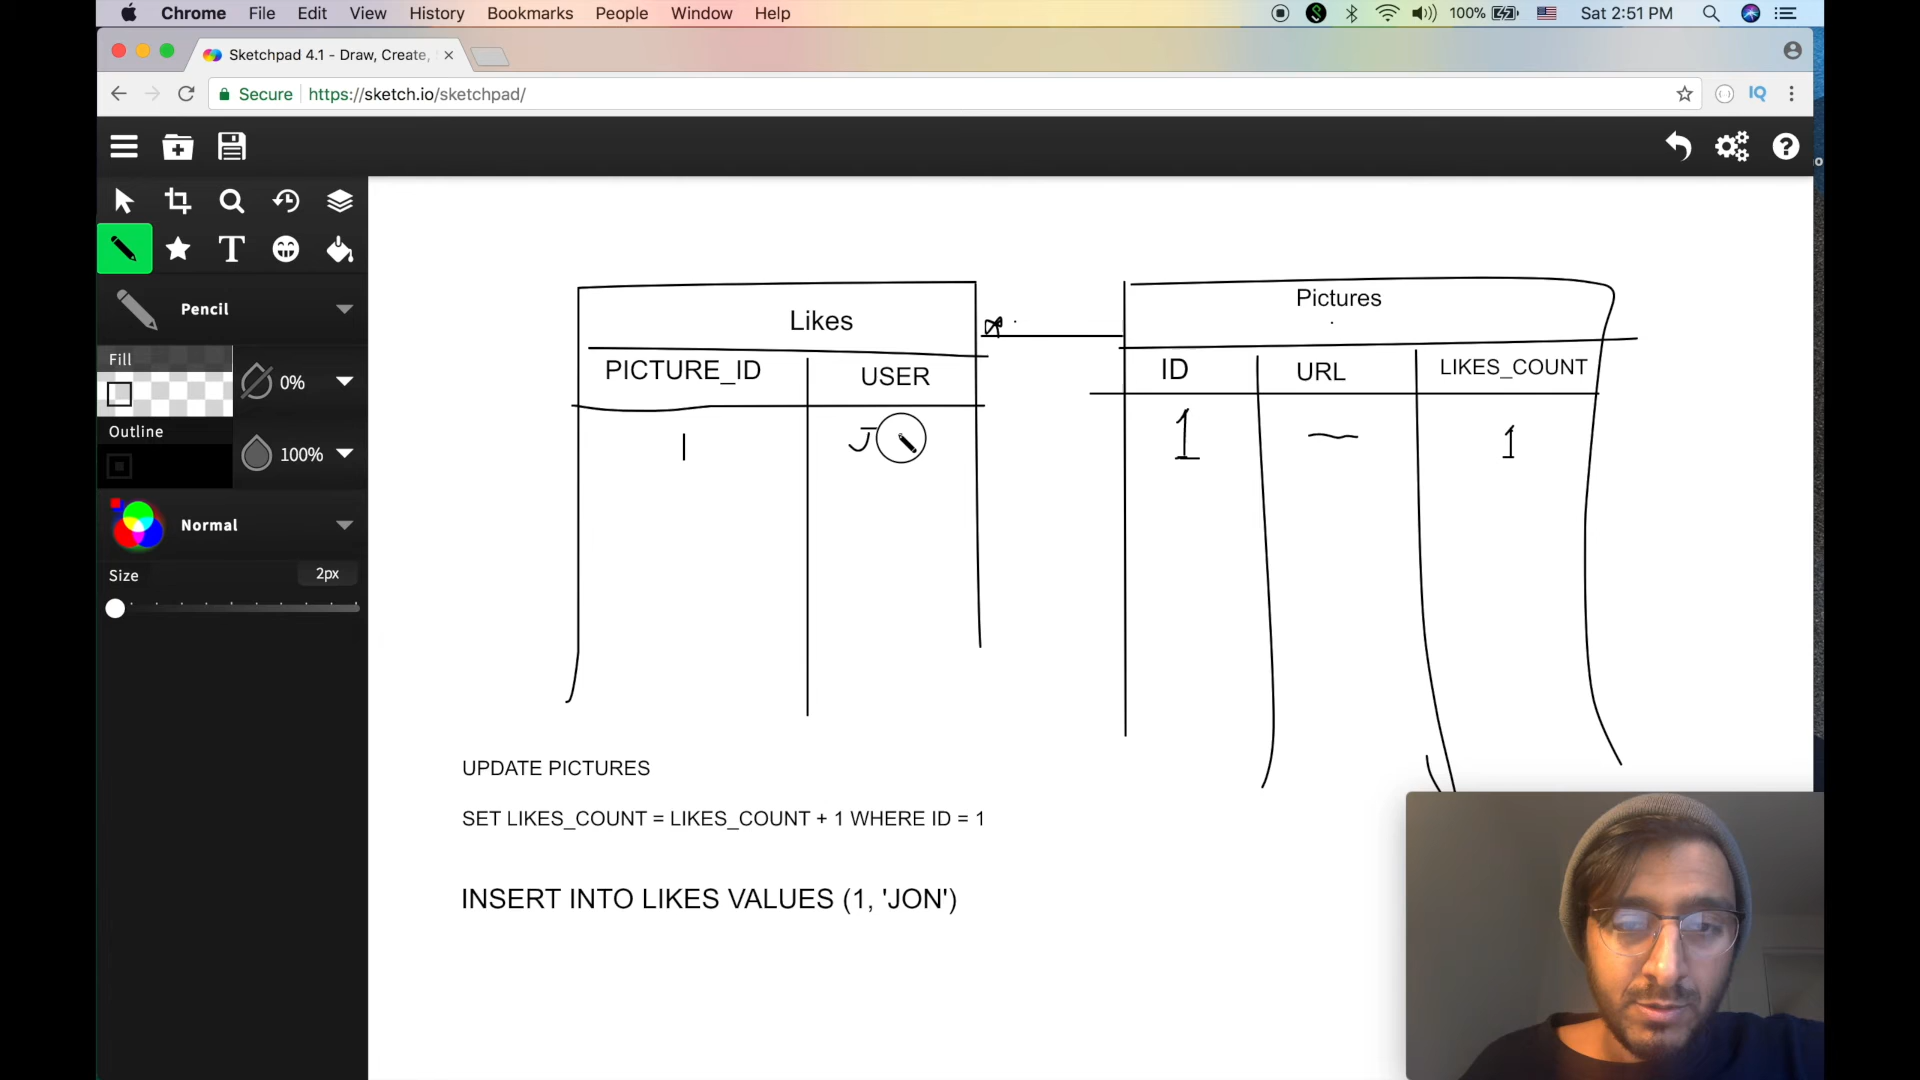 Chrome File Edit View History Bookmarks People Window Help 100% Sat 2:51 PM
Sketchpad 4.1 - Draw, Create,
Secure https://sketch.io/sketchpad/ IQ
Pencil
Fill
0%
Outline
100%
Normal
Size 2px
Likes
PICTURE_ID USER
1 J
Pictures
ID URL LIKES_COUNT
1 1
UPDATE PICTURES
SET LIKES_COUNT = LIKES_COUNT + 1 WHERE ID = 1
INSERT INTO LIKES VALUES (1, 'JON')